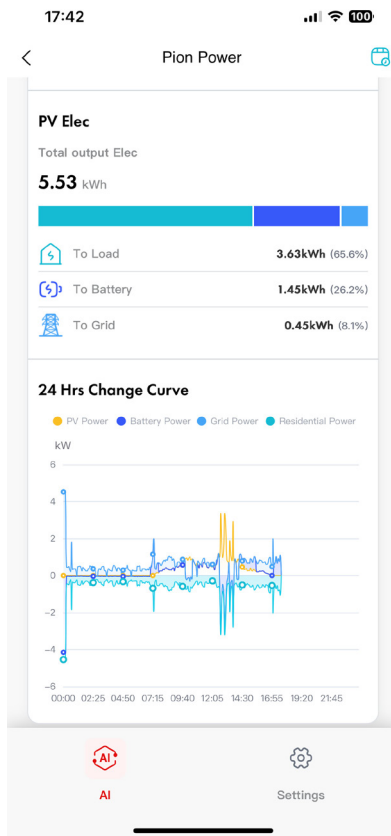 17:42
100
Pion Power
PV Elec
Total output Elec
5.53 kWh
To Load 3.63kWh (65.6%)
To Battery 1.45kWh (26.2%)
To Grid 0.45kWh (8.1%)
24 Hrs Change Curve
PV Power Battery Power Grid Power Residential Power
kW
6
4
2
0
-2
-4
-6
00:00 02:25 04:50 07:15 09:40 12:05 14:30 16:55 19:20 21:45
AI
AI Settings